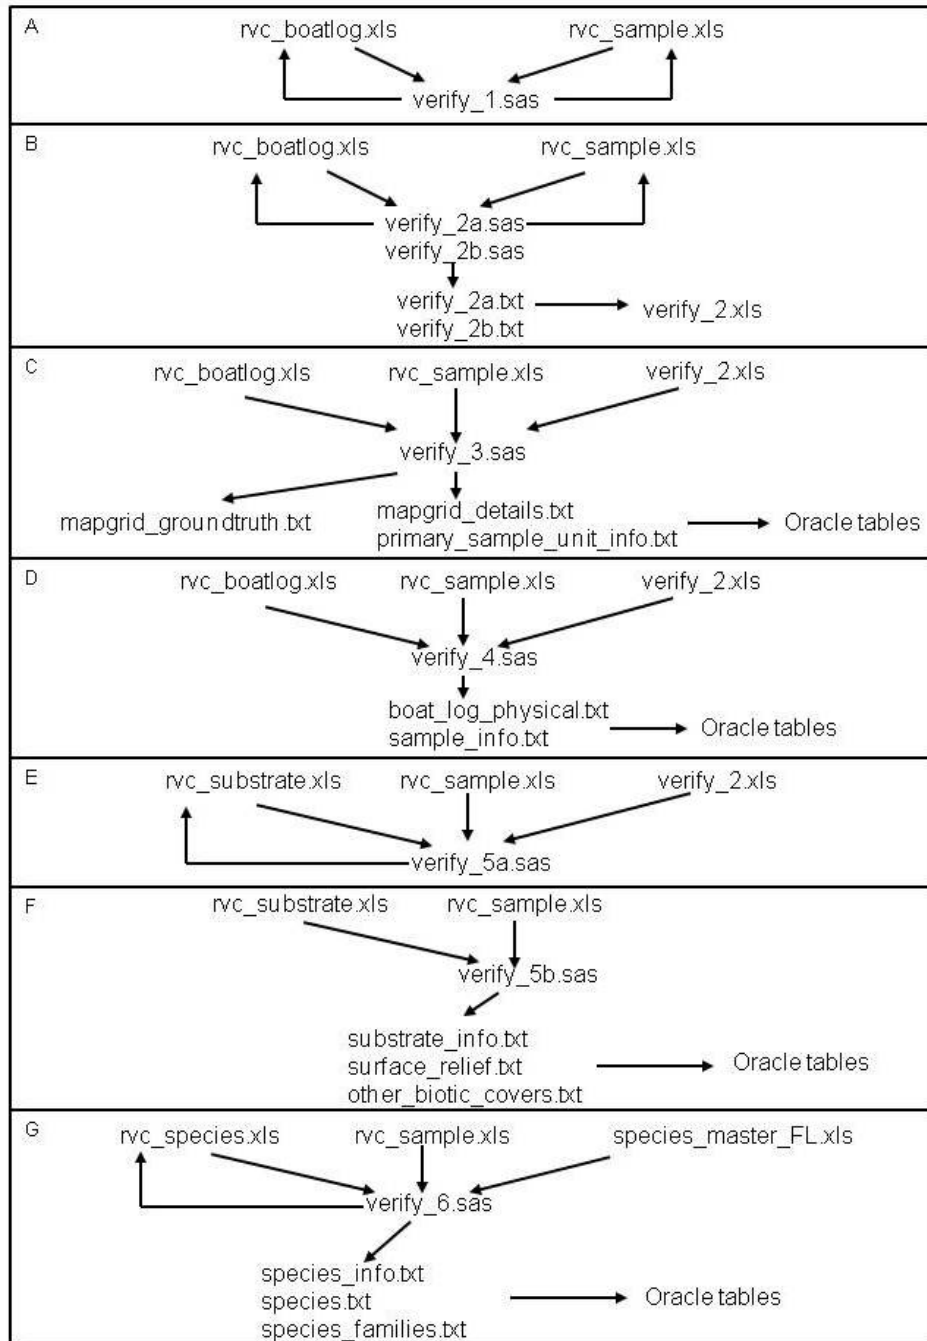 A
rvc_boatlog.xls rvc_sample.xls
verify_1.sas
B
rvc_boatlog.xls rvc_sample.xls
verify_2a.sas
verify_2b.sas
verify_2a.txt
verify_2.xls
verify_2b.txt
C
rvc_boatlog.xls rvc_sample.xls verify_2.xls
verify_3.sas
mapgrid_groundtruth.txt mapgrid_details.txt Oracle tables
primary_sample_unit_info.txt
D
rvc_boatlog.xls rvc_sample.xls verify_2.xls
verify_4.sas
boat_log_physical.txt
Oracle tables
sample_info.txt
E
rvc_substrate.xls rvc_sample.xls verify_2.xls
verify_5a.sas
F
rvc_substrate.xls rvc_sample.xls
verify_5b.sas
substrate_info.txt
surface_relief.txt Oracle tables
other_biotic_covers.txt
G
rvc_species.xls rvc_sample.xls species_master_FL.xls
verify_6.sas
species_info.txt
species.txt Oracle tables
species_families.txt